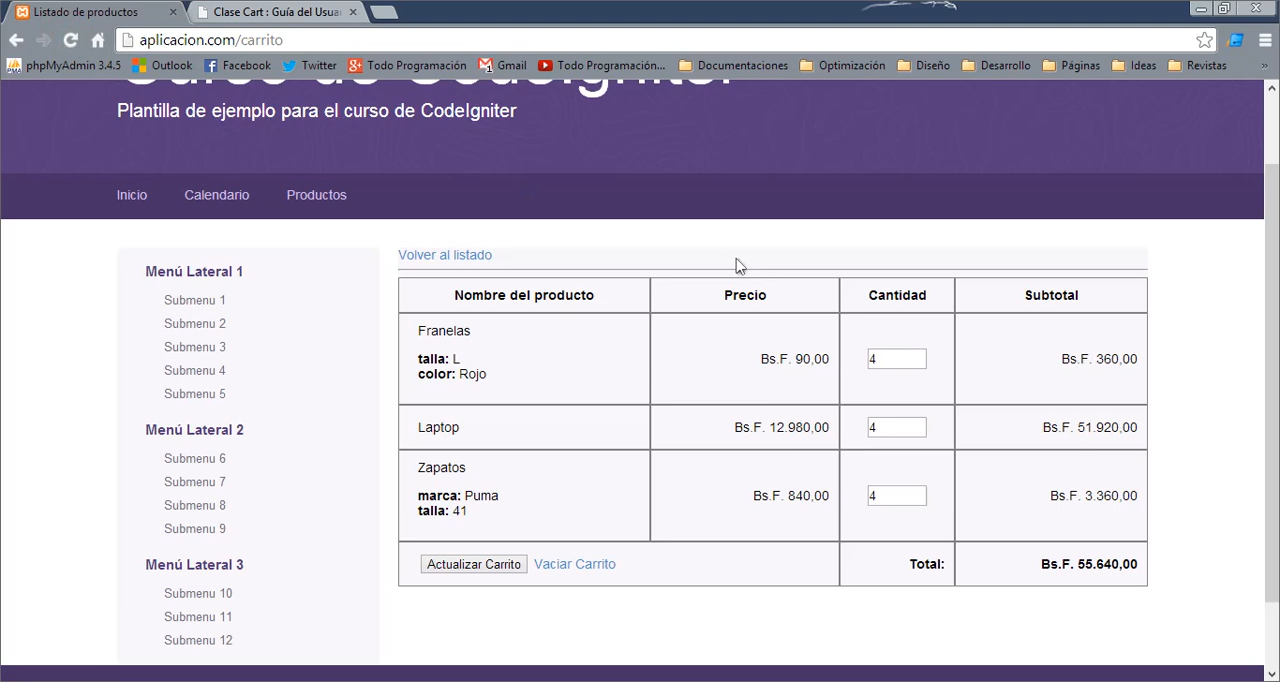 Listado de productos
Clase Cart : Guía del Usua
aplicacion.com/carrito
phpMyAdmin 3.4.5 Outlook Facebook Twitter Todo Programación Gmail Todo Programación... Documentaciones Optimización Diseño Desarrollo Páginas Ideas Revistas »
Curso de CodeIgniter
Plantilla de ejemplo para el curso de CodeIgniter
Inicio Calendario Productos
Menú Lateral 1
Submenu 1
Submenu 2
Submenu 3
Submenu 4
Submenu 5
Menú Lateral 2
Submenu 6
Submenu 7
Submenu 8
Submenu 9
Menú Lateral 3
Submenu 10
Submenu 11
Submenu 12
Volver al listado
Nombre del producto Precio Cantidad Subtotal
Franelas
talla: L
color: Rojo
Bs.F. 90,00 4 Bs.F. 360,00
Laptop Bs.F. 12.980,00 4 Bs.F. 51.920,00
Zapatos
marca: Puma
talla: 41
Bs.F. 840,00 4 Bs.F. 3.360,00
Actualizar Carrito Vaciar Carrito Total: Bs.F. 55.640,00